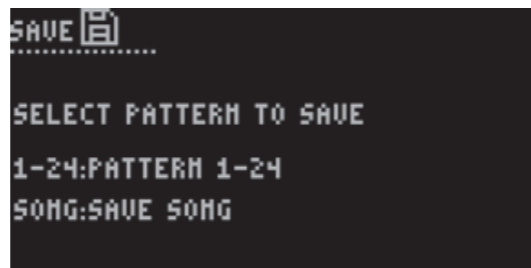 SAVE
SELECT PATTERN TO SAVE
1-24:PATTERN 1-24
SONG:SAVE SONG